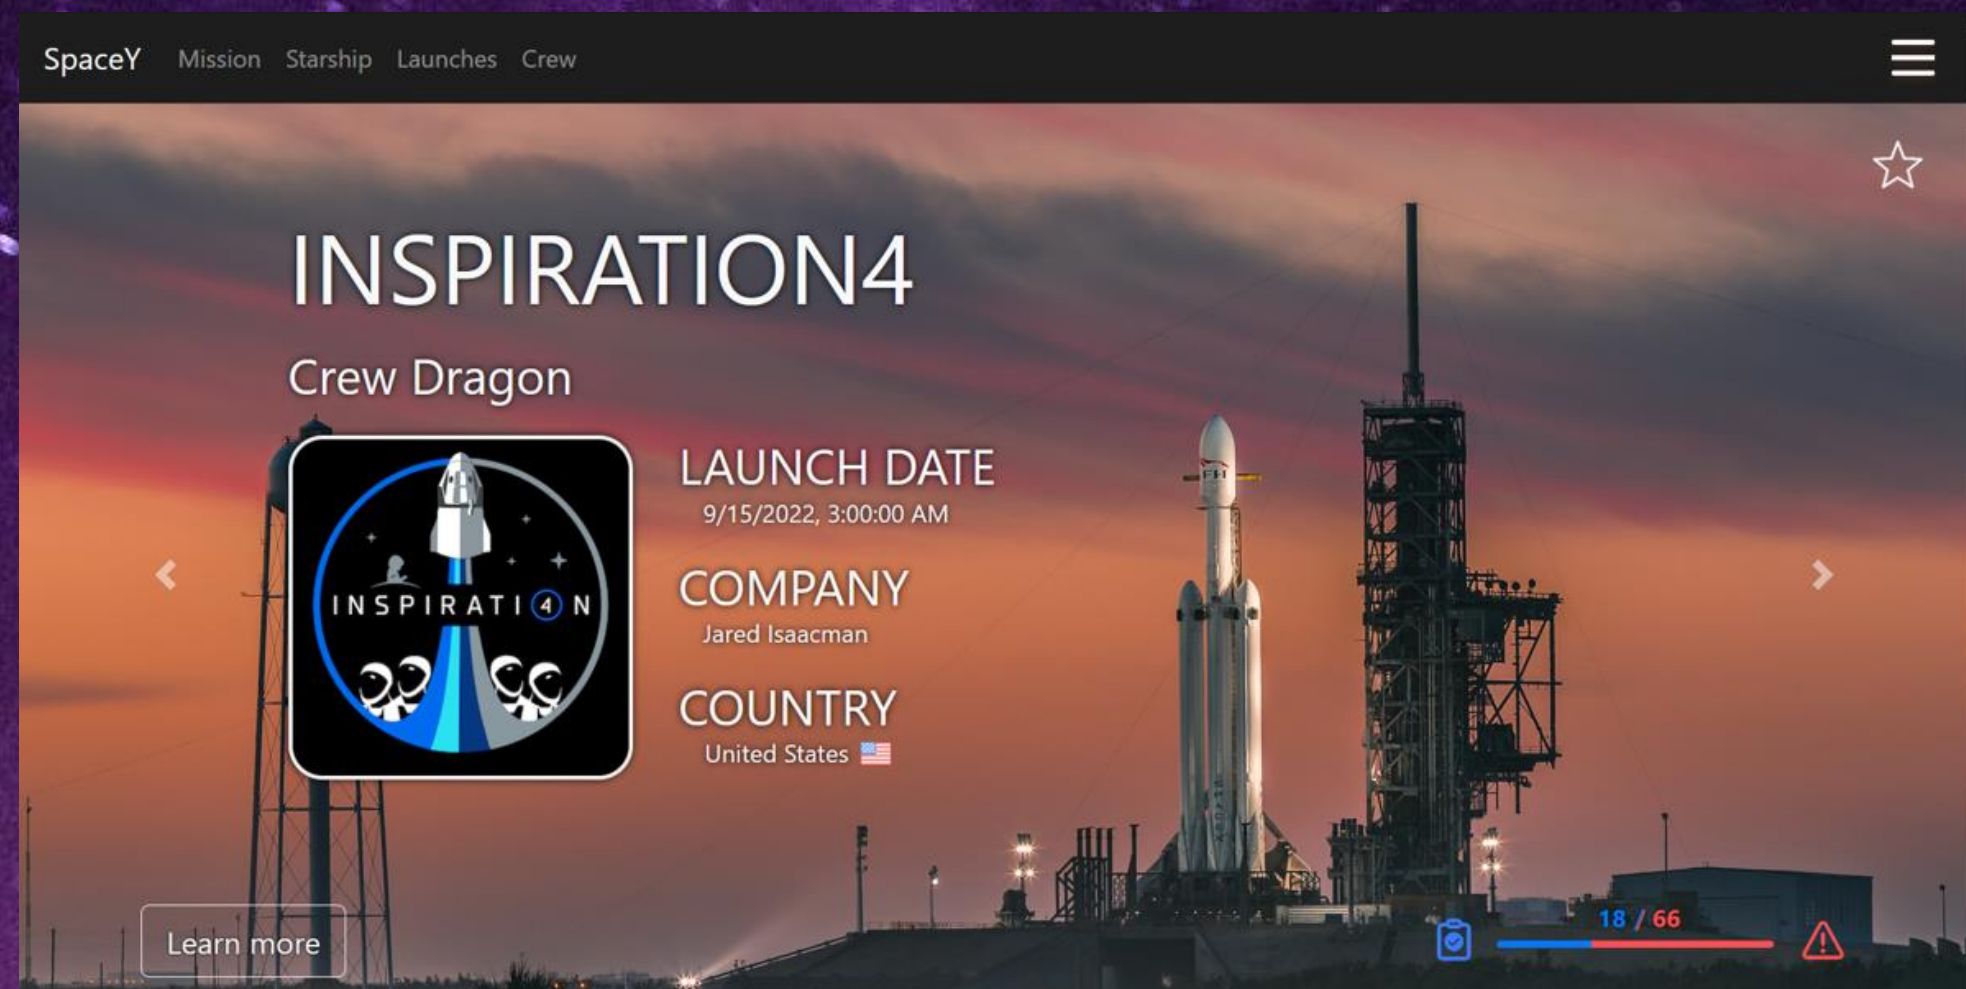 SpaceY Mission Starship Launches Crew
INSPIRATION4
Crew Dragon
INSPIRATI4N
LAUNCH DATE
9/15/2022, 3:00:00 AM
COMPANY
Jared Isaacman
COUNTRY
United States
FH
Learn more
18 / 66